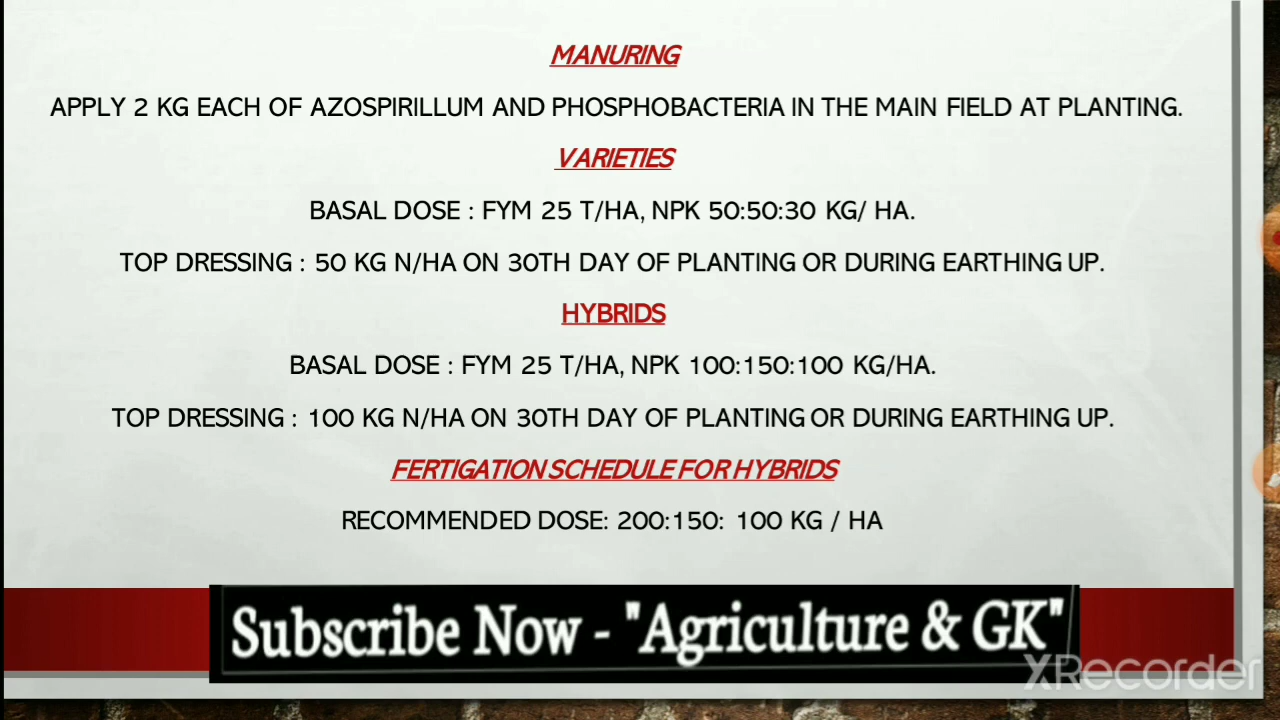 MANURING
APPLY 2 KG EACH OF AZOSPIRILLUM AND PHOSPHOBACTERIA IN THE MAIN FIELD AT PLANTING.
VARIETIES
BASAL DOSE : FYM 25 T/HA, NPK 50:50:30 KG/ HA.
TOP DRESSING : 50 KG N/HA ON 30TH DAY OF PLANTING OR DURING EARTHING UP.
HYBRIDS
BASAL DOSE : FYM 25 T/HA, NPK 100:150:100 KG/HA.
TOP DRESSING : 100 KG N/HA ON 30TH DAY OF PLANTING OR DURING EARTHING UP.
FERTIGATION SCHEDULE FOR HYBRIDS
RECOMMENDED DOSE: 200:150: 100 KG / HA
Subscribe Now - "Agriculture & GK"
XRecorder